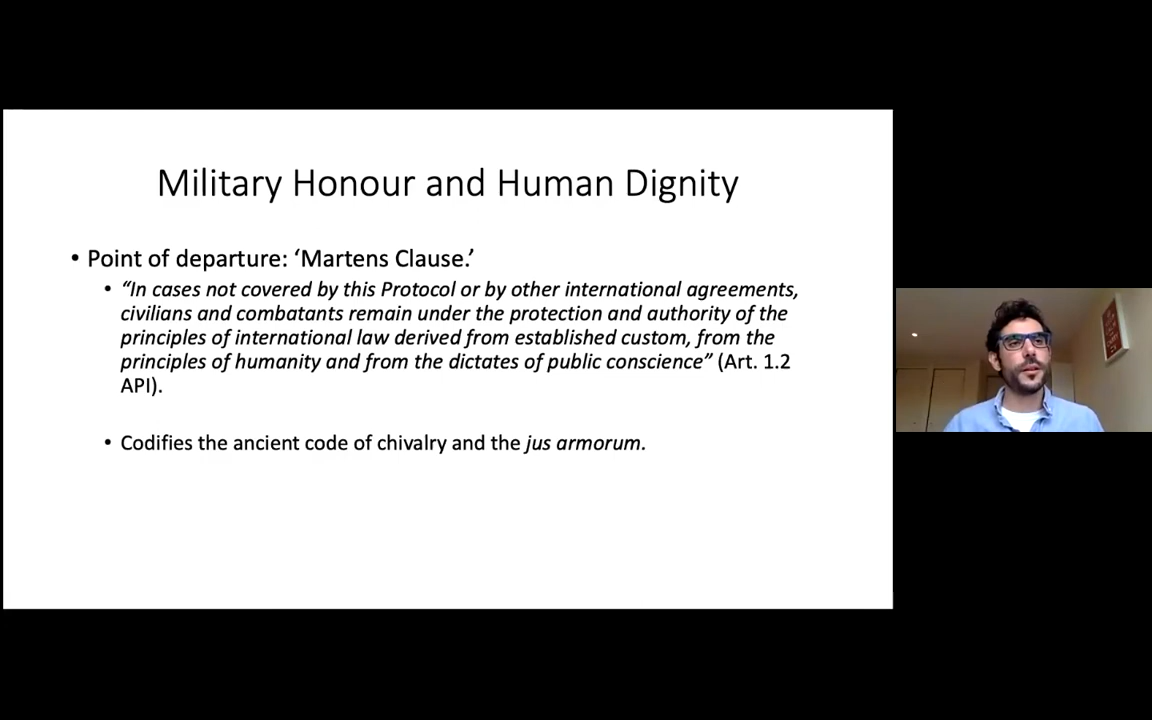 Military Honour and Human Dignity
• Point of departure: ‘Martens Clause.’
• “In cases not covered by this Protocol or by other international agreements,
civilians and combatants remain under the protection and authority of the
principles of international law derived from established custom, from the
principles of humanity and from the dictates of public conscience” (Art. 1.2
API).
• Codifies the ancient code of chivalry and the jus armorum.